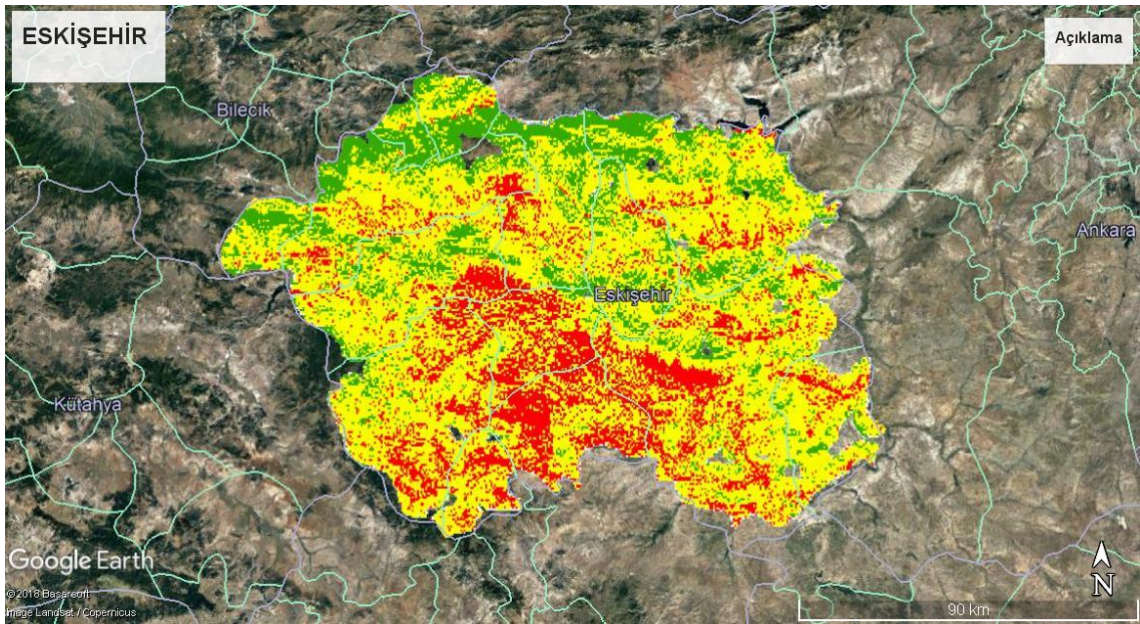 ESKİŞEHİR
Açıklama
Bilecik
Ankara
Eskişehir
Kütahya
Google Earth
©2018 Basarsoft
Image Landsat / Copernicus
N
90 km